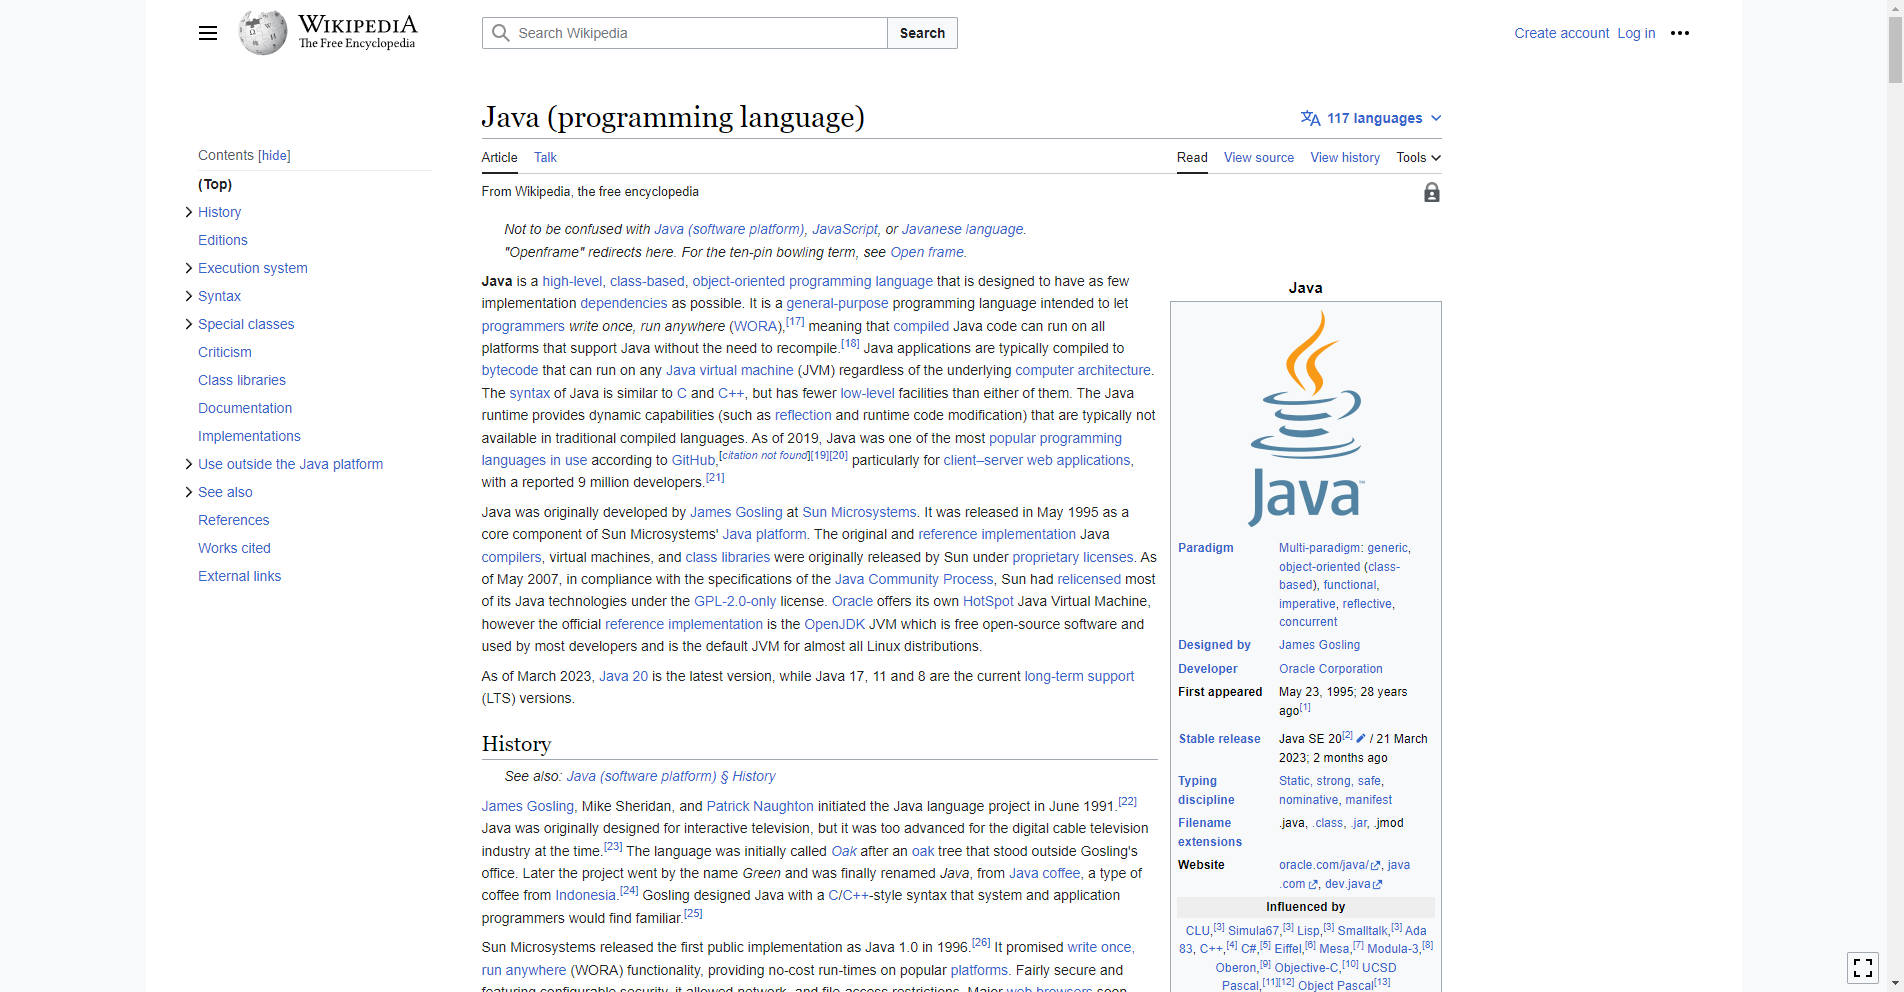 WIKIPEDIA
The Free Encyclopedia
Search Wikipedia
Search
Create account Log in
Java (programming language)
117 languages
Article Talk
Read View source View history Tools
From Wikipedia, the free encyclopedia
Contents [hide]
(Top)
History
Editions
Execution system
Syntax
Special classes
Criticism
Class libraries
Documentation
Implementations
Use outside the Java platform
See also
References
Works cited
External links
Not to be confused with Java (software platform), JavaScript, or Javanese language.
"Openframe" redirects here. For the ten-pin bowling term, see Open frame.
Java is a high-level, class-based, object-oriented programming language that is designed to have as few
implementation dependencies as possible. It is a general-purpose programming language intended to let
programmers write once, run anywhere (WORA),[17] meaning that compiled Java code can run on all
platforms that support Java without the need to recompile.[18] Java applications are typically compiled to
bytecode that can run on any Java virtual machine (JVM) regardless of the underlying computer architecture.
The syntax of Java is similar to C and C++, but has fewer low-level facilities than either of them. The Java
runtime provides dynamic capabilities (such as reflection and runtime code modification) that are typically not
available in traditional compiled languages. As of 2019, Java was one of the most popular programming
languages in use according to GitHub,[citation not found][19][20] particularly for client–server web applications,
with a reported 9 million developers.[21]
Java was originally developed by James Gosling at Sun Microsystems. It was released in May 1995 as a
core component of Sun Microsystems' Java platform. The original and reference implementation Java
compilers, virtual machines, and class libraries were originally released by Sun under proprietary licenses. As
of May 2007, in compliance with the specifications of the Java Community Process, Sun had relicensed most
of its Java technologies under the GPL-2.0-only license. Oracle offers its own HotSpot Java Virtual Machine,
however the official reference implementation is the OpenJDK JVM which is free open-source software and
used by most developers and is the default JVM for almost all Linux distributions.
As of March 2023, Java 20 is the latest version, while Java 17, 11 and 8 are the current long-term support
(LTS) versions.
History
See also: Java (software platform) § History
James Gosling, Mike Sheridan, and Patrick Naughton initiated the Java language project in June 1991.[22]
Java was originally designed for interactive television, but it was too advanced for the digital cable television
industry at the time.[23] The language was initially called Oak after an oak tree that stood outside Gosling's
office. Later the project went by the name Green and was finally renamed Java, from Java coffee, a type of
coffee from Indonesia.[24] Gosling designed Java with a C/C++-style syntax that system and application
programmers would find familiar.[25]
Sun Microsystems released the first public implementation as Java 1.0 in 1996.[26] It promised write once,
run anywhere (WORA) functionality, providing no-cost run-times on popular platforms. Fairly secure and
featuring configurable security, it allowed network- and file-access restrictions. Major web browsers soon
Java
Java™
Paradigm Multi-paradigm: generic,
object-oriented (class-
based), functional,
imperative, reflective,
concurrent
Designed by James Gosling
Developer Oracle Corporation
First appeared May 23, 1995; 28 years
ago[1]
Stable release Java SE 20[2] / 21 March
2023; 2 months ago
Typing Static, strong, safe,
discipline nominative, manifest
Filename .java, .class, .jar, .jmod
extensions
Website oracle.com/java/, java
.com, dev.java
Influenced by
CLU,[3] Simula67,[3] Lisp,[3] Smalltalk,[3] Ada
83, C++,[4] C#,[5] Eiffel,[6] Mesa,[7] Modula-3,[8]
Oberon,[9] Objective-C,[10] UCSD
Pascal,[11][12] Object Pascal[13]